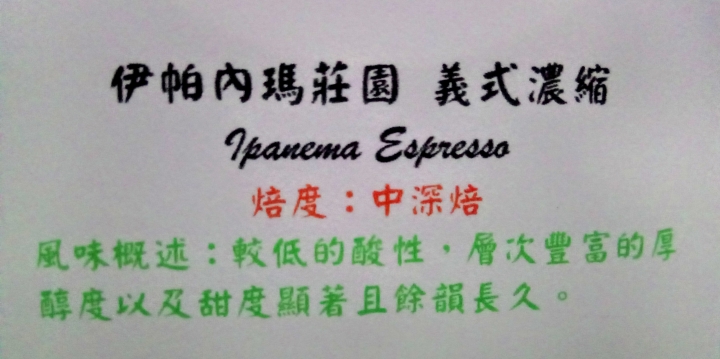 伊帕內瑪莊園 義式濃縮
Ipanema Espresso
焙度：中深焙
風味概述：較低的酸性，層次豐富的厚
醇度以及甜度顯著且餘韻長久。